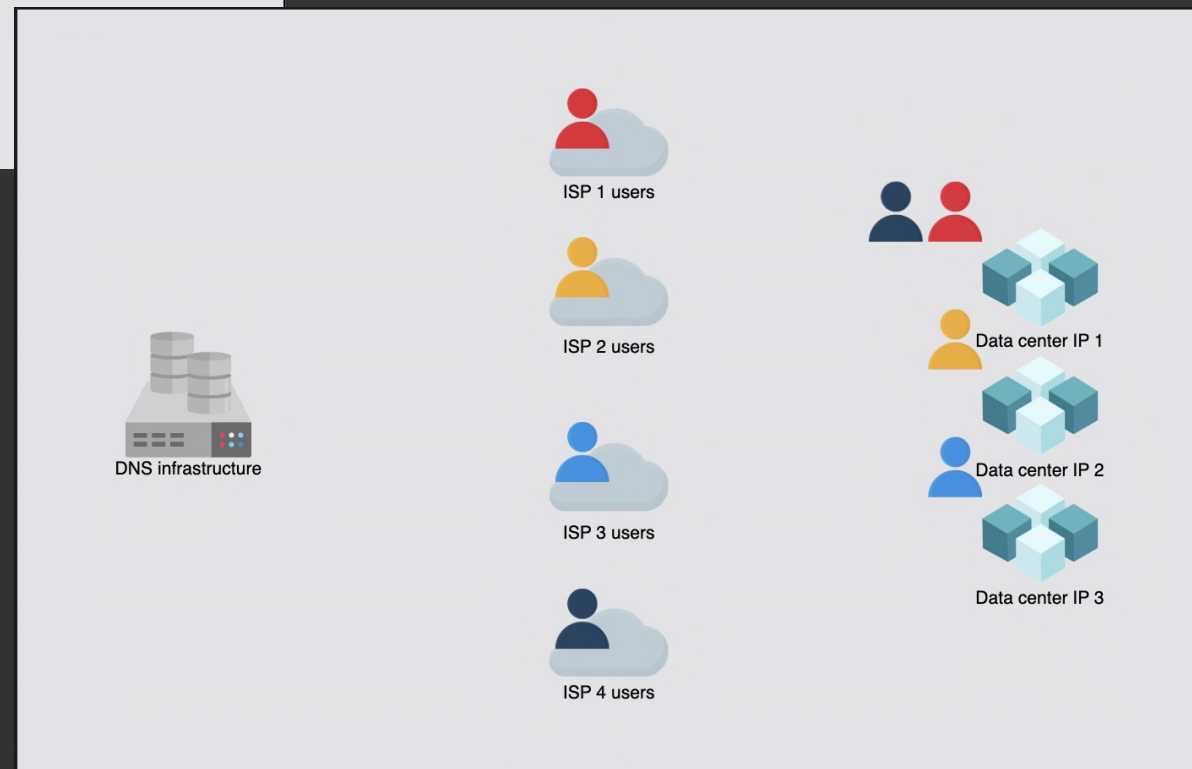 ISP 1 users
ISP 2 users
Data center IP 1
DNS infrastructure
Data center IP 2
ISP 3 users
Data center IP 3
ISP 4 users